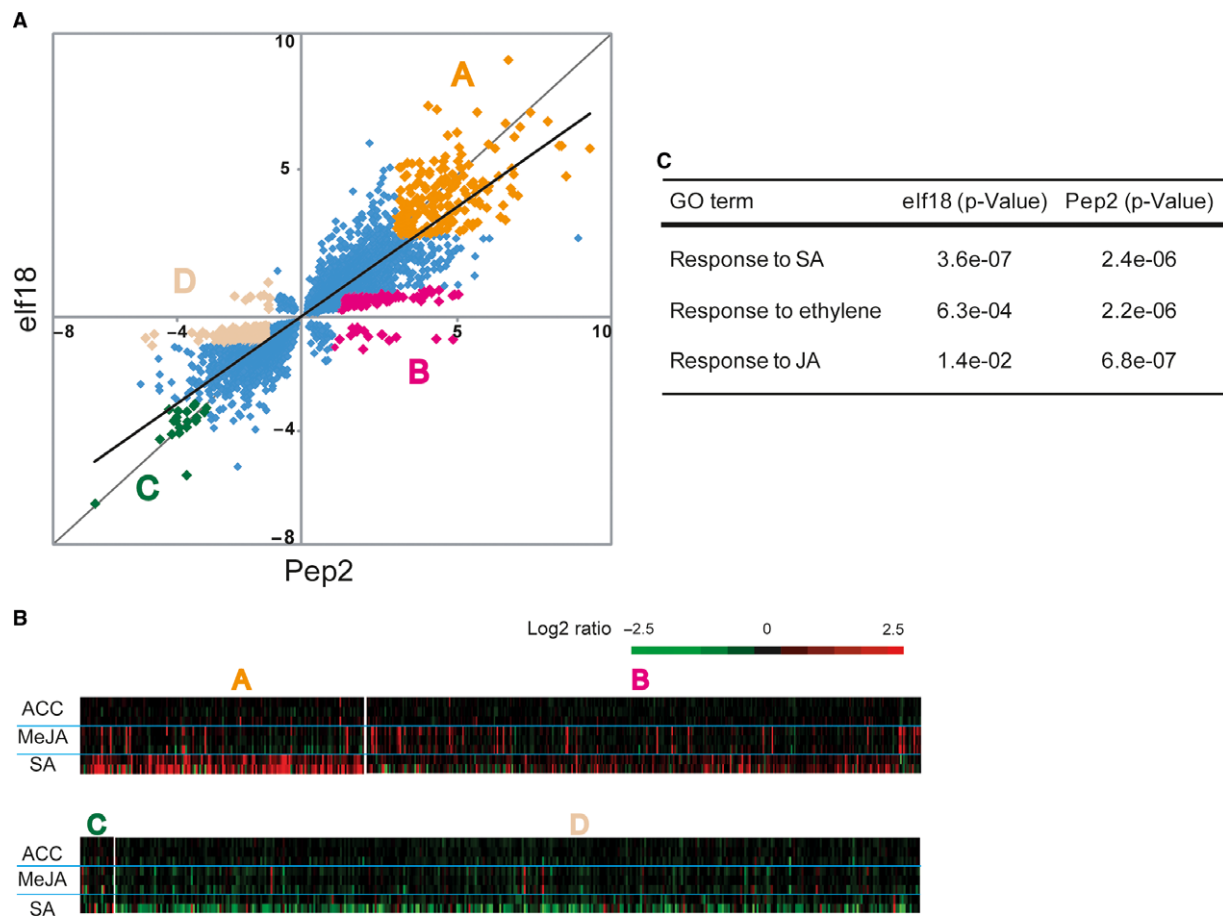 A
10
5
-8
-4
5
10
-4
-8
A
B
C
D
elf18
Pep2
C
GO term elf18 (p-Value) Pep2 (p-Value)
Response to SA 3.6e-07 2.4e-06
Response to ethylene 6.3e-04 2.2e-06
Response to JA 1.4e-02 6.8e-07
B
Log2 ratio −2.5 0 2.5
A B
ACC
MeJA
SA
C D
ACC
MeJA
SA